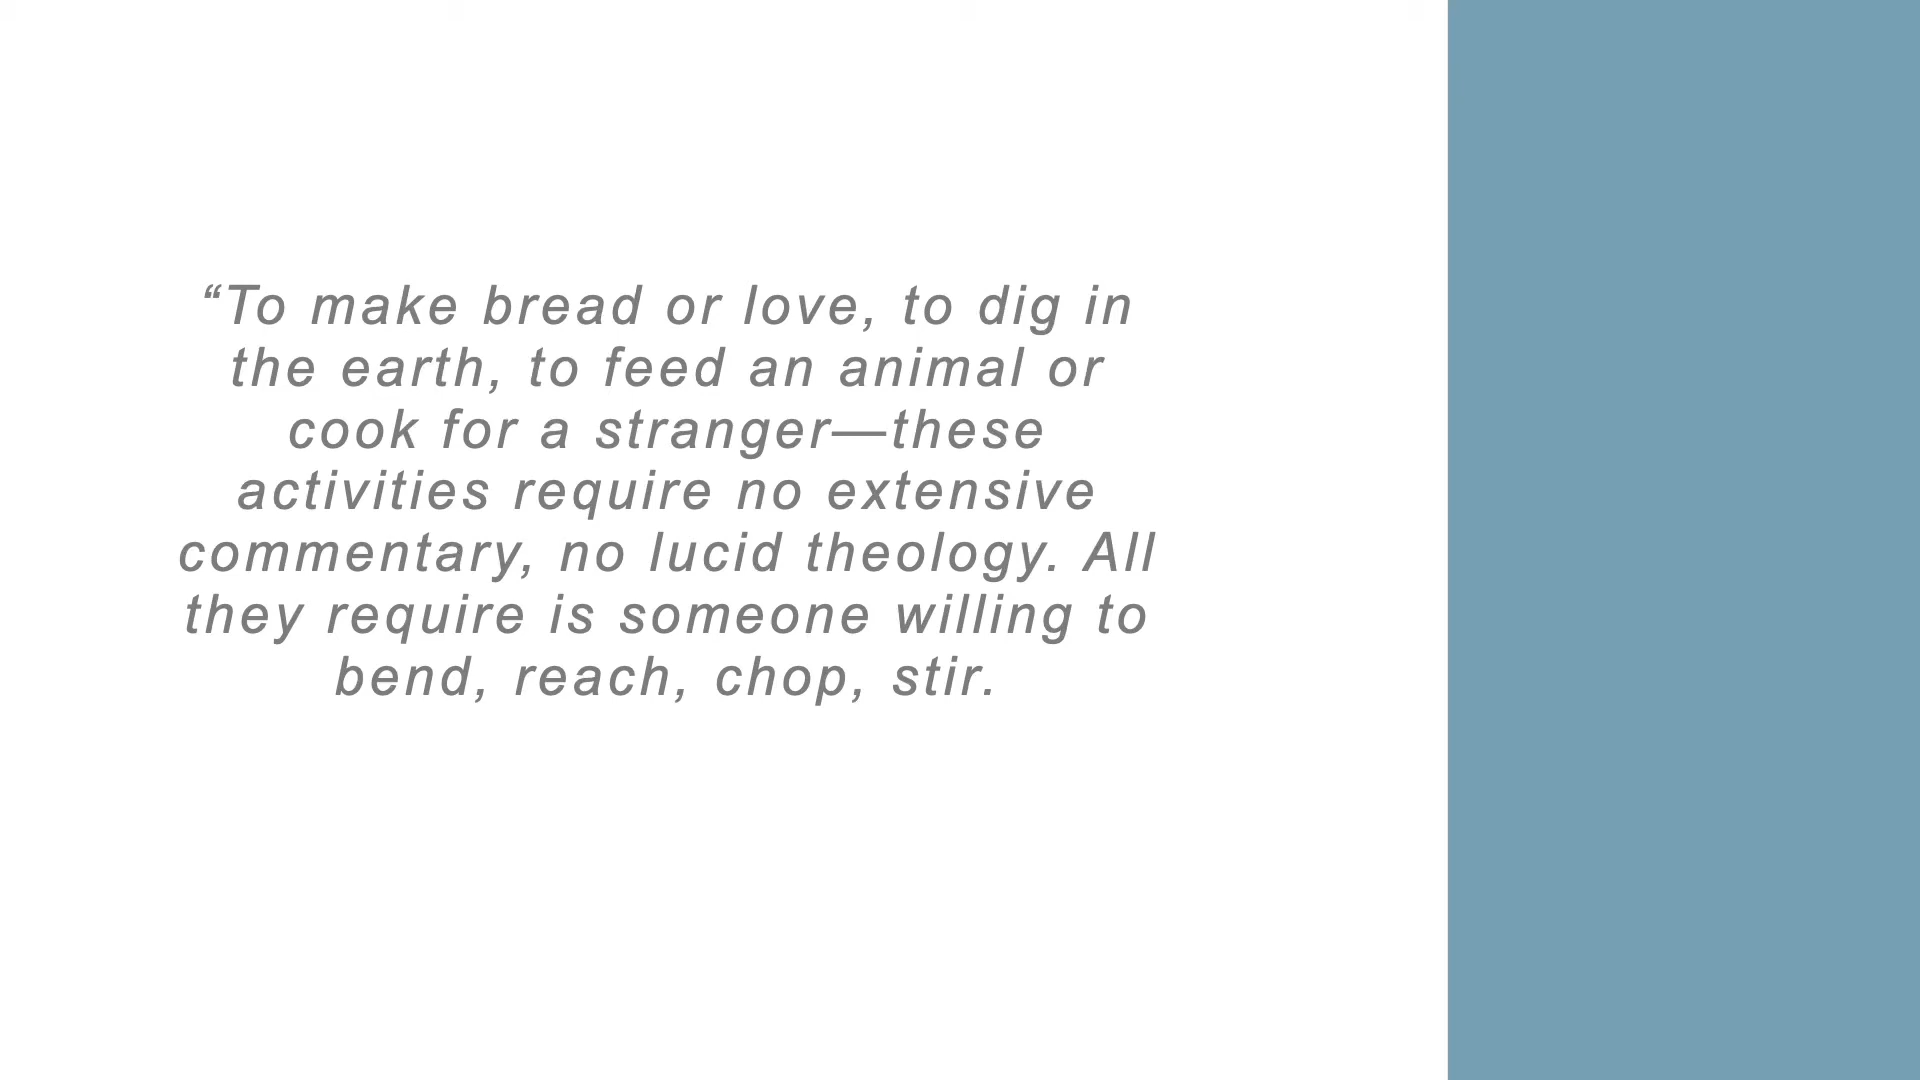 “To make bread or love, to dig in
the earth, to feed an animal or
cook for a stranger—these
activities require no extensive
commentary, no lucid theology. All
they require is someone willing to
bend, reach, chop, stir.